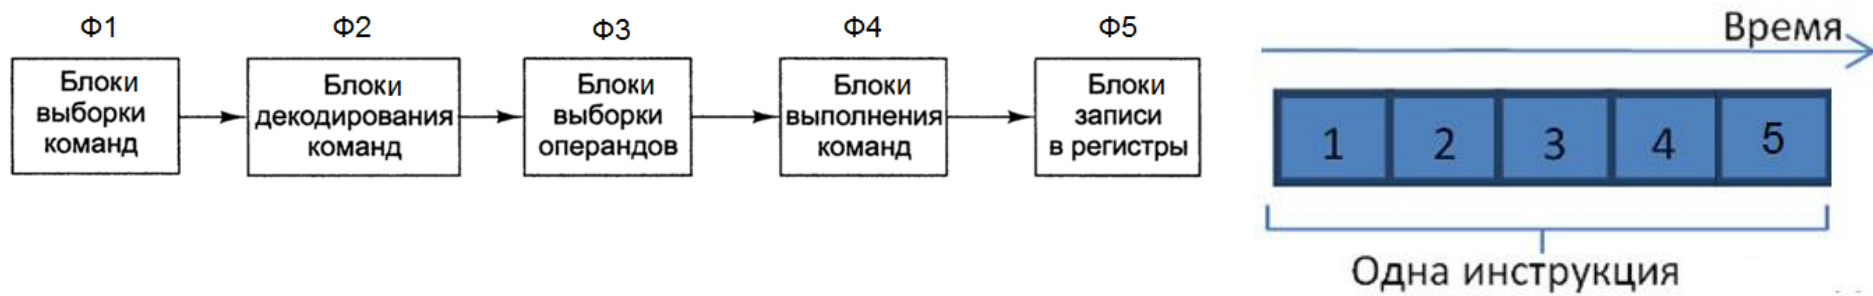 Ф1
Блоки
выборки
команд
Ф2
Блоки
декодирования
команд
Ф3
Блоки
выборки
операндов
Ф4
Блоки
выполнения
команд
Ф5
Блоки
записи
в регистры
Время
1 2 3 4 5
Одна инструкция